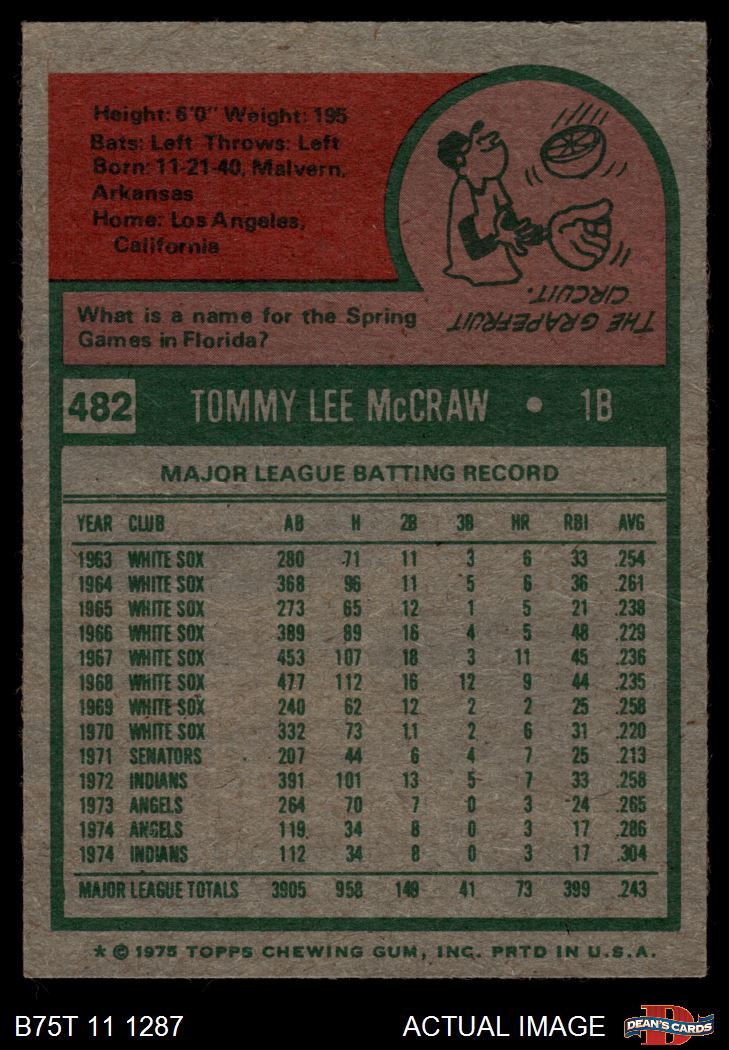 Height: 6'0" Weight: 195
Bats: Left Throws: Left
Born: 11-21-40, Malvern,
Arkansas
Home: Los Angeles,
California
What is a name for the Spring
Games in Florida?
THE GRAPEFRUIT
CIRCUIT.
482 TOMMY LEE McCRAW • 1B
MAJOR LEAGUE BATTING RECORD
YEAR CLUB AB H 2B 3B HR RBI AVG
1963 WHITE SOX 280 71 11 3 6 33 .254
1964 WHITE SOX 368 96 11 5 6 36 .261
1965 WHITE SOX 273 65 12 1 5 21 .238
1966 WHITE SOX 389 89 16 4 5 48 .229
1967 WHITE SOX 453 107 18 3 11 45 .236
1968 WHITE SOX 477 112 16 12 9 44 .235
1969 WHITE SOX 240 62 12 2 2 25 .258
1970 WHITE SOX 332 73 11 2 6 31 .220
1971 SENATORS 207 44 6 4 7 25 .213
1972 INDIANS 391 101 13 5 7 33 .258
1973 ANGELS 264 70 7 0 3 24 .265
1974 ANGELS 119 34 8 0 3 17 .286
1974 INDIANS 112 34 8 0 3 17 .304
MAJOR LEAGUE TOTALS 3905 958 149 41 73 399 .243
* © 1975 TOPPS CHEWING GUM, INC. PRTD IN U.S.A.
B75T 11 1287 ACTUAL IMAGE D DEAN'S CARDS